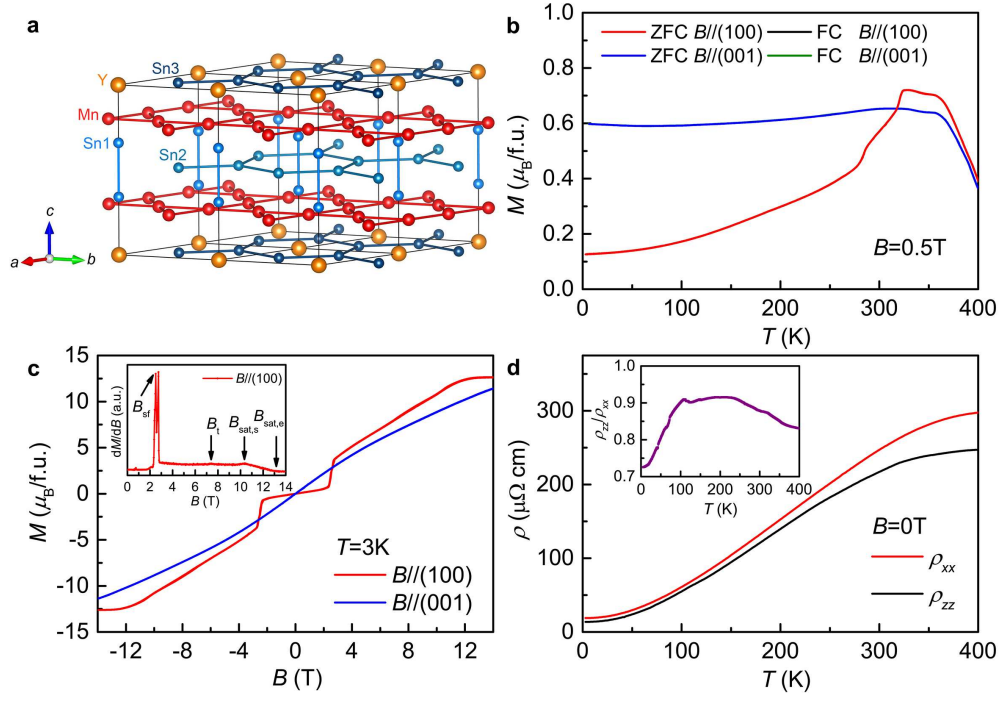 a
Y
Sn3
Mn
Sn1
Sn2
c
a
b
b
ZFC B//(100)
FC B//(100)
ZFC B//(001)
FC B//(001)
1.0
0.8
0.6
0.4
0.2
0.0
M (μB/f.u.)
B=0.5T
0 100 200 300 400
T (K)
c
15
10
5
0
-5
-10
-15
M (μB/f.u.)
dM/dB (a.u.)
B//(100)
Bsf
Bt
Bsat,s
Bsat,e
0 2 4 6 8 10 12 14
B (T)
T=3K
B//(100)
B//(001)
-12 -8 -4 0 4 8 12
B (T)
d
300
200
100
0
ρ (μΩ cm)
1.0
0.9
0.8
0.7
ρzz/ρxx
0 100 200 300 400
T (K)
B=0T
ρxx
ρzz
0 100 200 300 400
T (K)